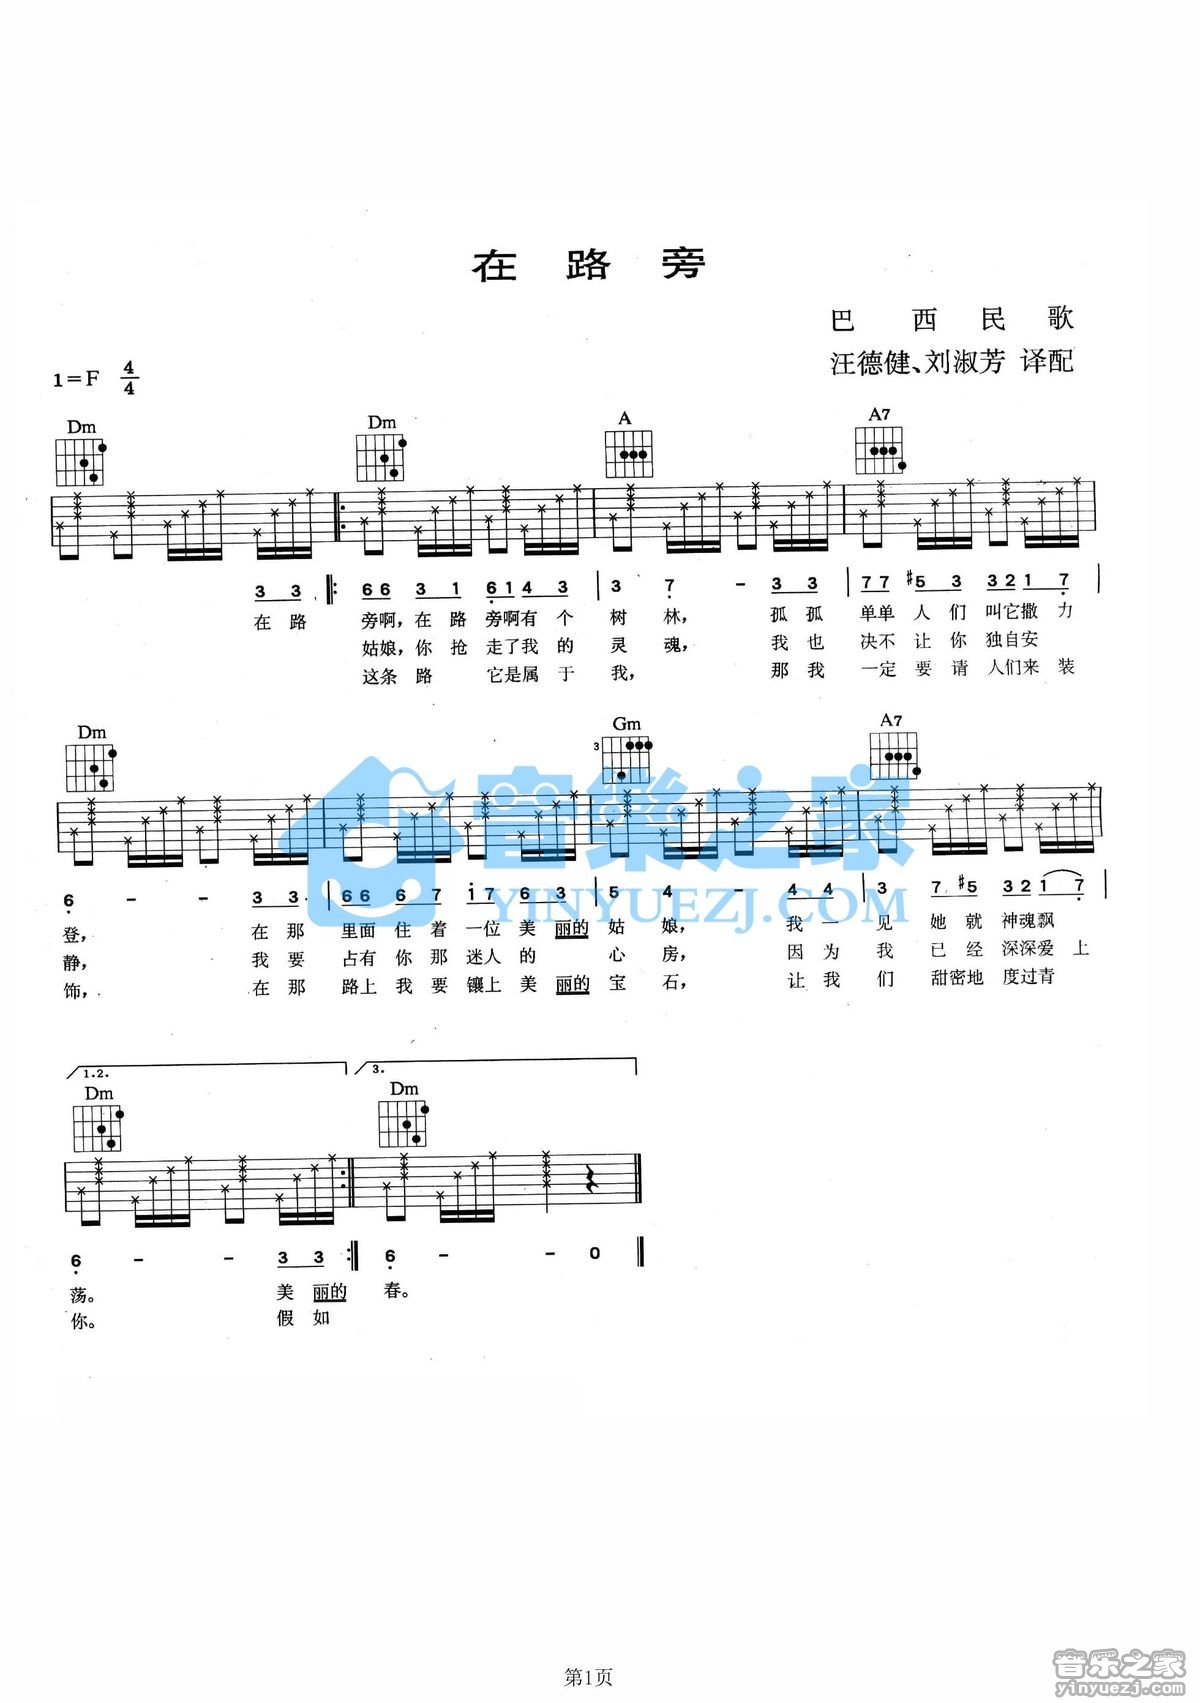 在路旁
巴西民歌
汪德健、刘淑芳 译配
1=F 4/4
Dm Dm A A7
3 3 6 6 3 1 6 1 4 3 3 7 - 3 3 7 7 #5 3 3 2 1 7
在路 旁啊，在路 旁啊有个 树林， 孤孤 单单人们 叫它撒力
姑娘，你抢 走了我的 灵魂， 我也 决不让你 独自安
这条路 它是属于 我， 那我 一定要请 人们来装
Dm Gm A7
3
6 - - 3 3 6 6 6 7 1 7 6 3 5 4 - 4 4 3 7 #5 3 2 1 7
登， 在那 里面住着 一位美丽的 姑娘， 我一 见 她就 神魂飘
静， 我要 占有你那 迷人的 心房， 因为 我 已经 深深爱上
饰， 在那 路上我要 镶上美丽的 宝石， 让我 们 甜密地 度过青
1.2. 3.
Dm Dm
6 - - 3 3 6 - - 0
荡。 美丽的 春。
你。 假如
音樂之家
YINYUEZJ.COM
第1页
音乐之家
yinyuezj.com